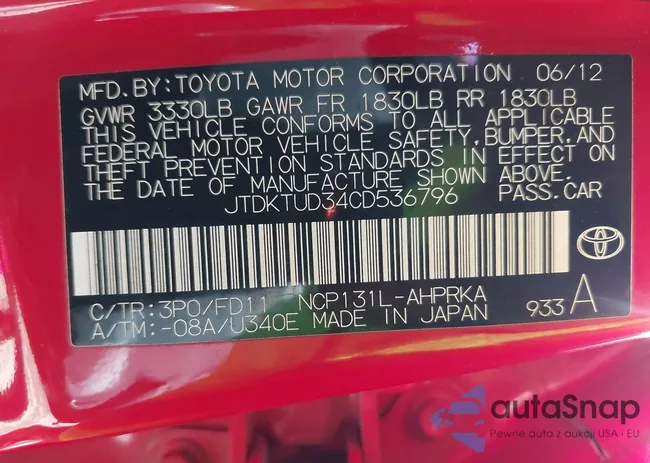 MFD. BY: TOYOTA MOTOR CORPORATION 06/12
GVWR 3330LB GAWR FR 1830LB RR 1830LB
THIS VEHICLE CONFORMS TO ALL APPLICABLE
FEDERAL MOTOR VEHICLE SAFETY, BUMPER, AND
THEFT PREVENTION STANDARDS IN EFFECT ON
THE DATE OF MANUFACTURE SHOWN ABOVE.
JTDKTUD34CD536796 PASS. CAR
C/TR: 3P0/FD11 NCP131L-AHPRKA
A/TM: -08A/U340E MADE IN JAPAN 933 A
autaSnap
Pewne auta z aukcji USA i EU